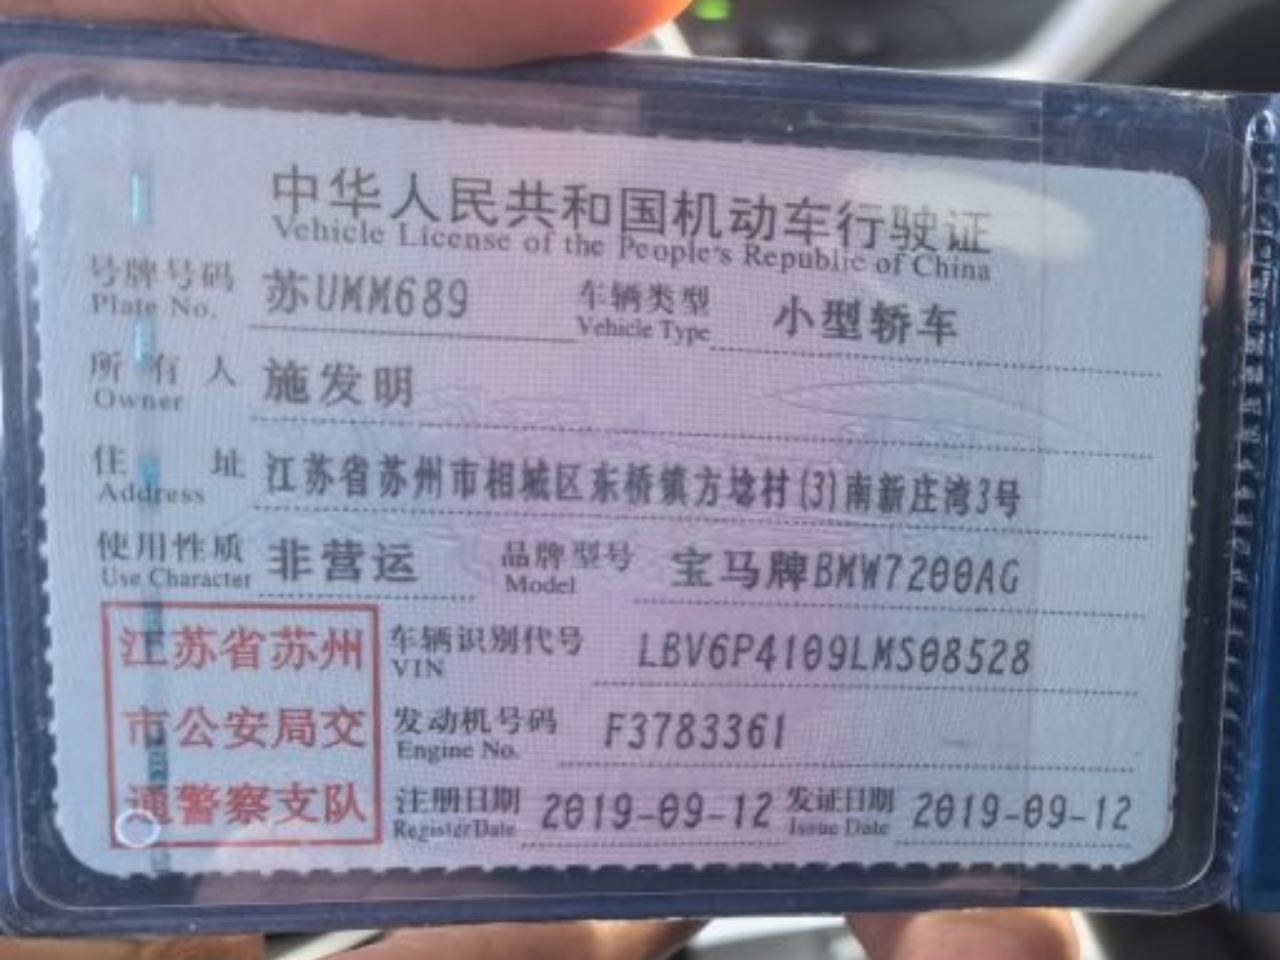 中华人民共和国机动车行驶证
Vehicle License of the People's Republic of China
号牌号码 苏UMM689 车辆类型 小型轿车
Plate No. Vehicle Type
所有人 施发明
Owner
住址 江苏省苏州市相城区东桥镇方埝村(3)南新庄湾3号
Address
使用性质 非营运 品牌型号 宝马牌BMW7200AG
Use Character Model
江苏省苏州
市公安局交
通警察支队
车辆识别代号 LBV6P4109LMS08528
VIN
发动机号码 F3783361
Engine No.
注册日期 2019-09-12 发证日期 2019-09-12
Register Date Issue Date